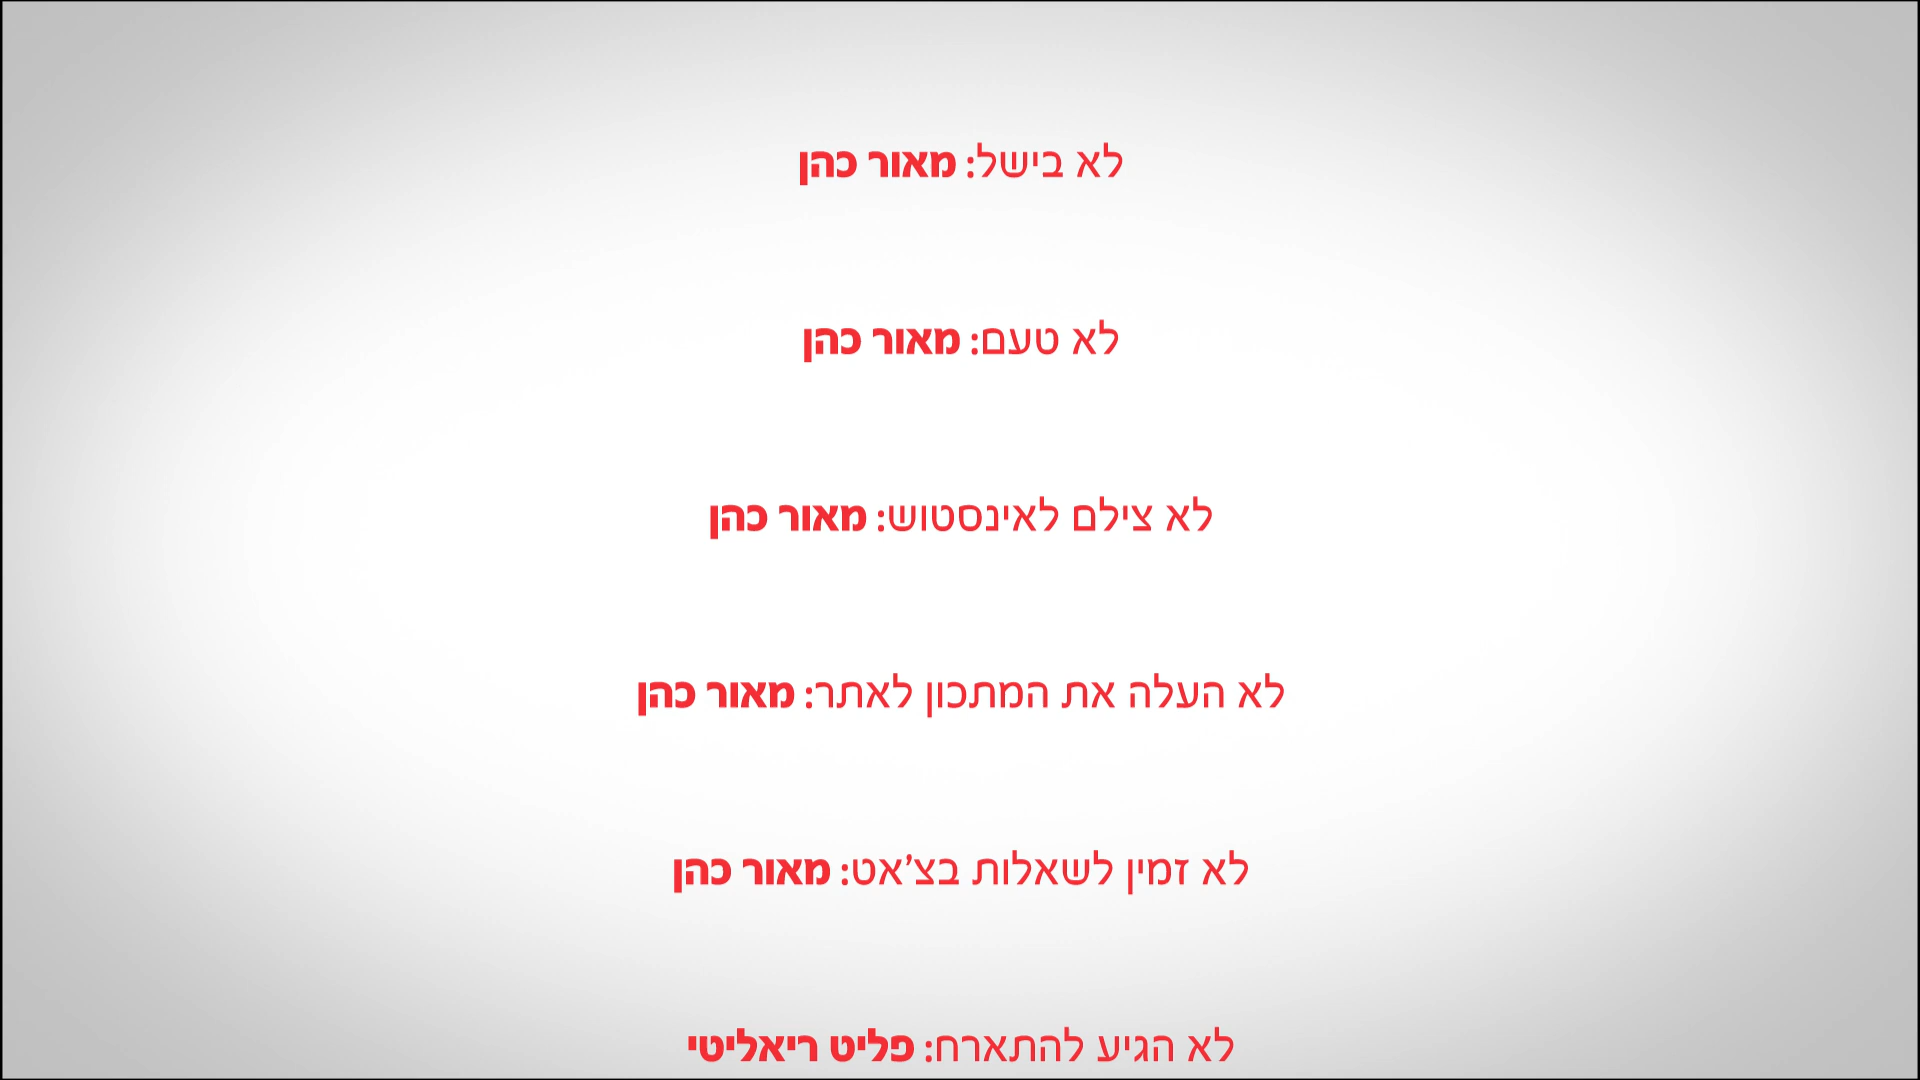 לא בישל: מאור כהן
לא טעם: מאור כהן
לא צילם לאינסטוש: מאור כהן
לא העלה את המתכון לאתר: מאור כהן
לא זמין לשאלות בצ'אט: מאור כהן
לא הגיע להתארח: פליט ריאליטי